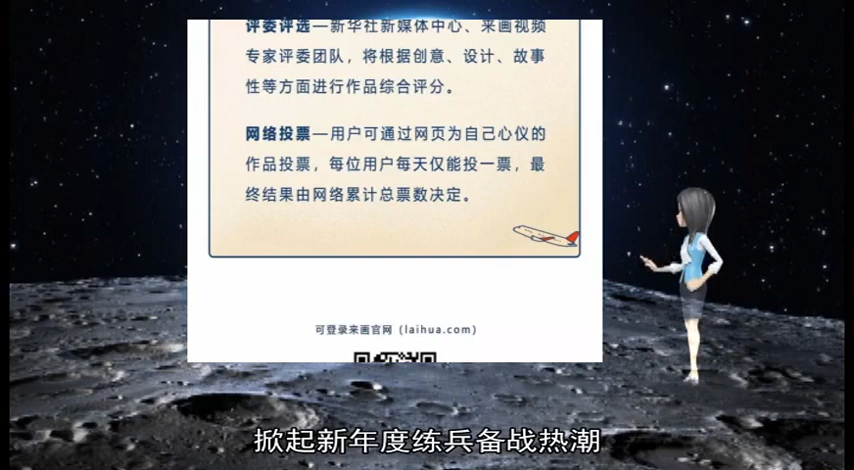 评委评选—新华社新媒体中心、来画视频
专家评委团队，将根据创意、设计、故事
性等方面进行作品综合评分。
网络投票—用户可通过网页为自己心仪的
作品投票，每位用户每天仅能投一票，最
终结果由网络累计总票数决定。
可登录来画官网（laihua.com）
掀起新年度练兵备战热潮